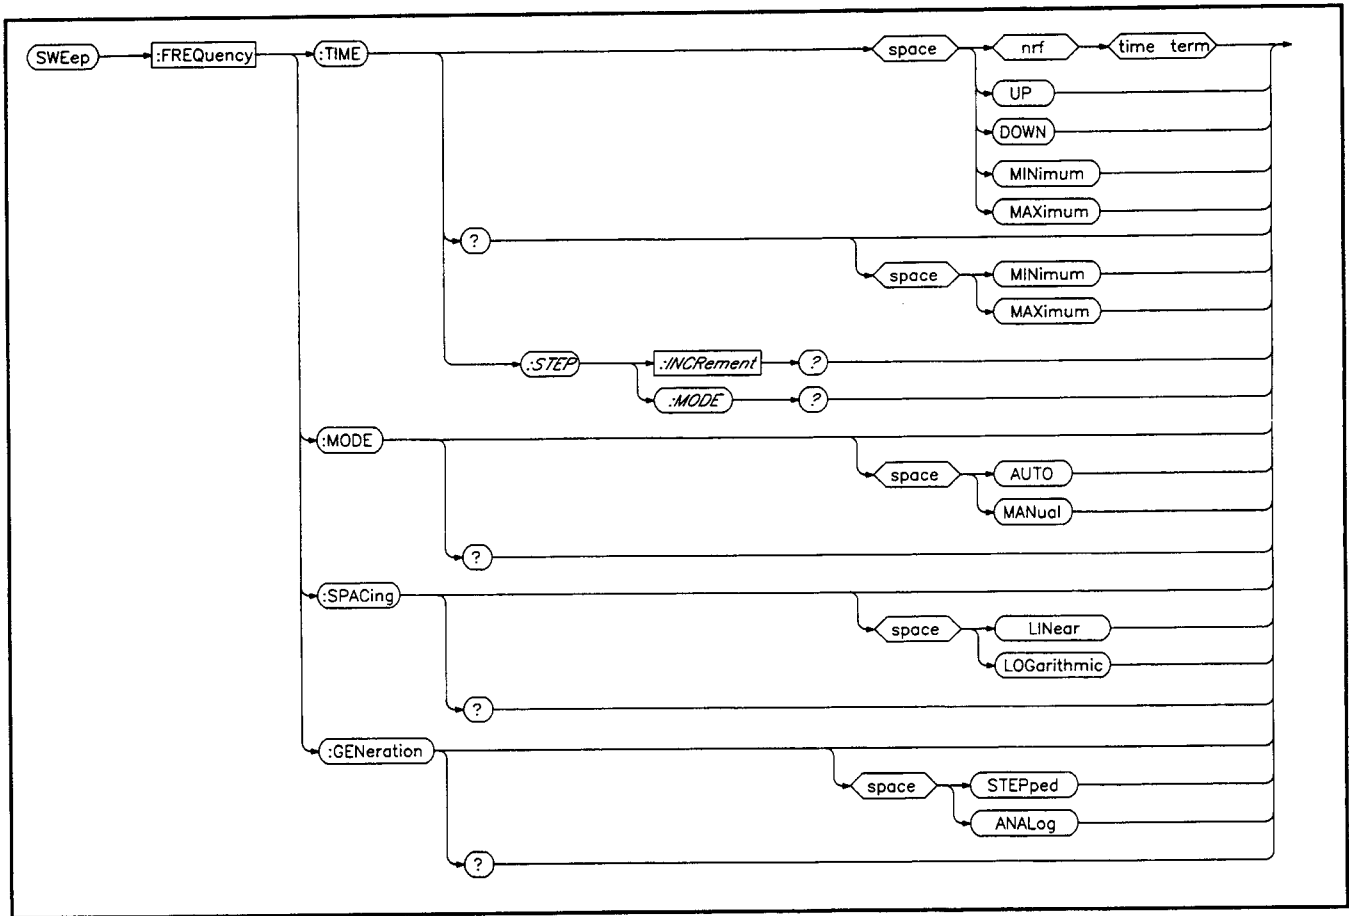 SWEep :FREQuency :TIME space nrf time term
UP
DOWN
MINimum
MAXimum
?
space MINimum
MAXimum
:STEP :INCRement ?
:MODE ?
:MODE
space AUTO
MANual
?
:SPACing
space LINear
LOGarithmic
?
:GENeration
space STEPped
ANALog
?